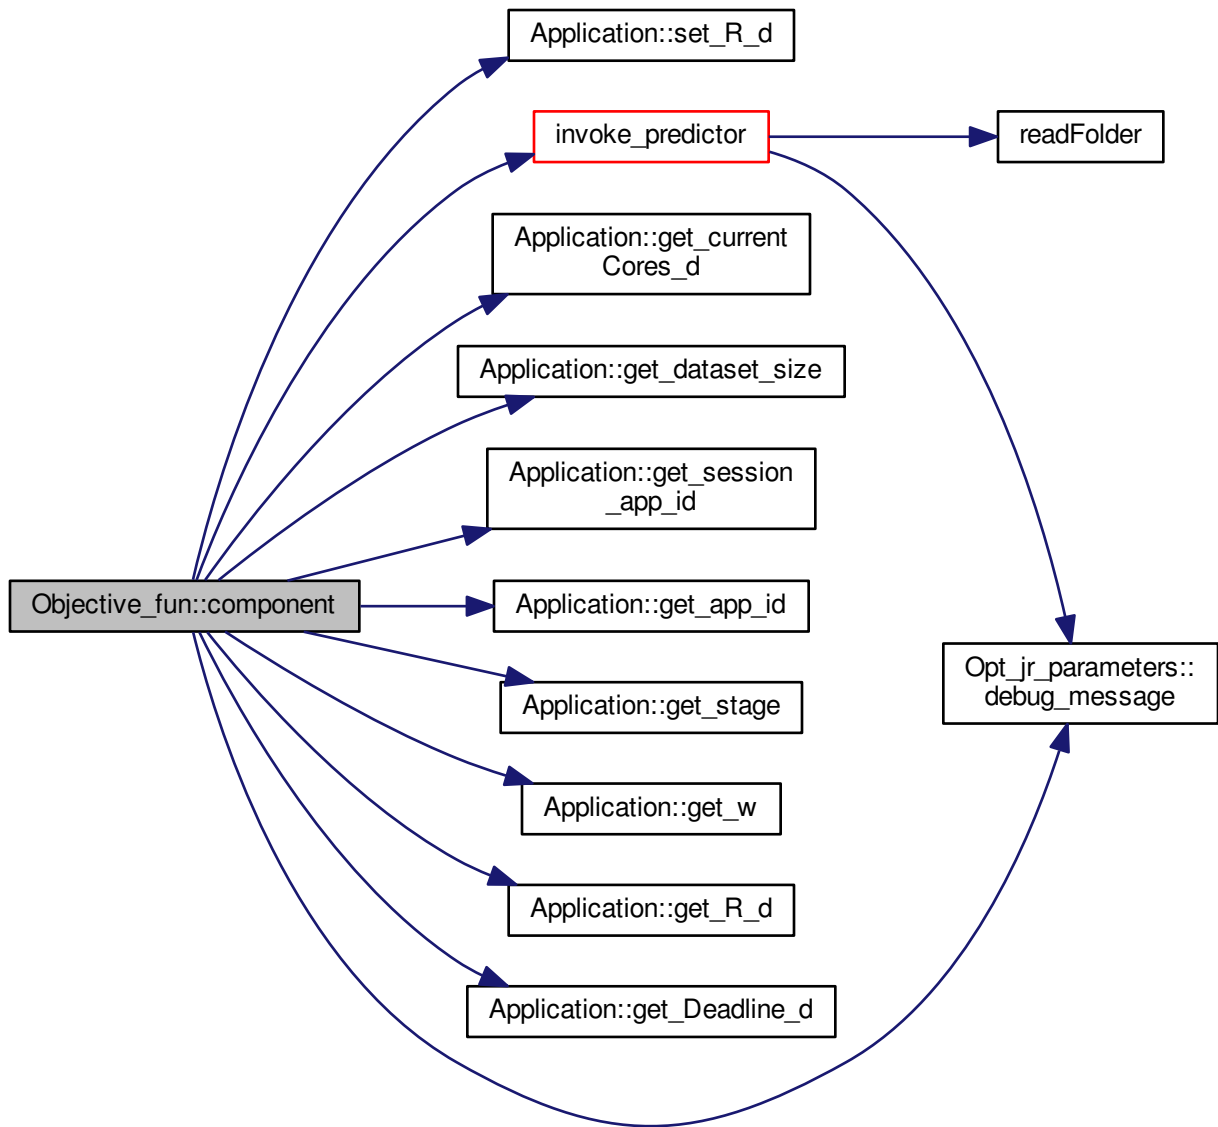 Application::set_R_d
invoke_predictor
readFolder
Application::get_current
Cores_d
Application::get_dataset_size
Application::get_session
_app_id
Objective_fun::component
Application::get_app_id
Opt_jr_parameters::
debug_message
Application::get_stage
Application::get_w
Application::get_R_d
Application::get_Deadline_d